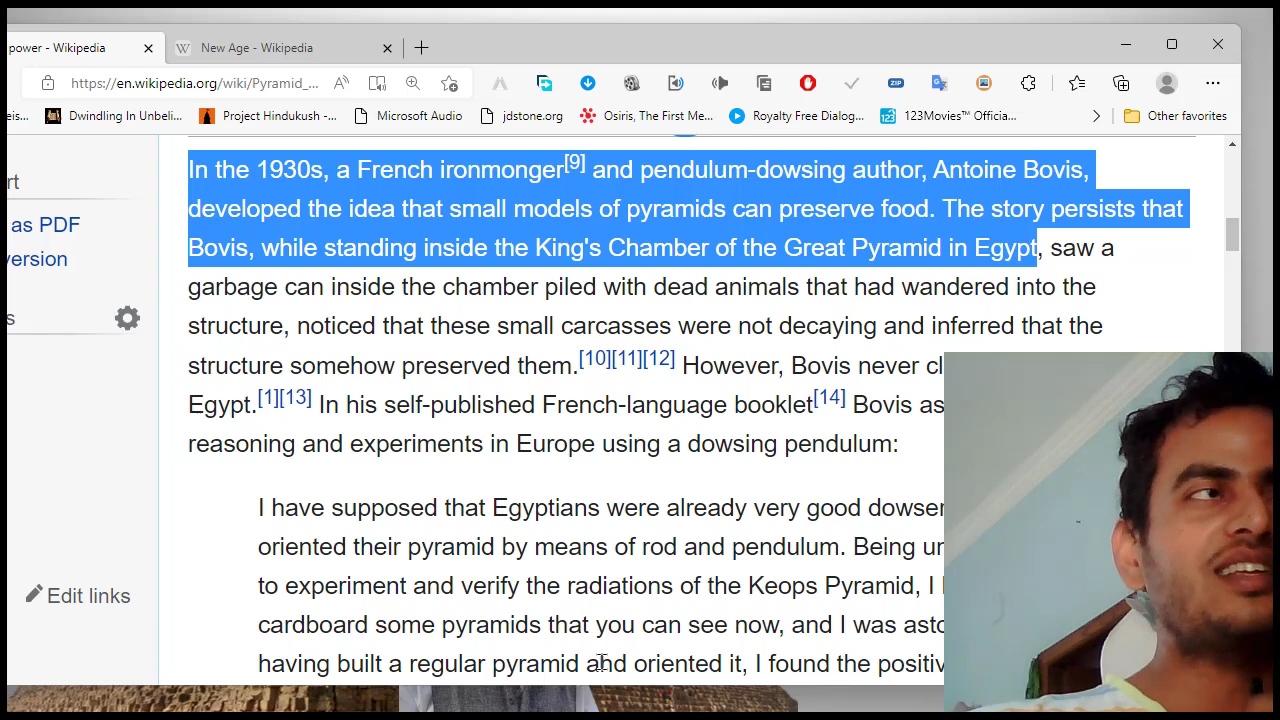 power - Wikipedia
New Age - Wikipedia
https://en.wikipedia.org/wiki/Pyramid_...
eis...
Dwindling In Unbeli...
Project Hindukush -...
Microsoft Audio
jdstone.org
Osiris, The First Me...
Royalty Free Dialog...
123Movies™ Officia...
Other favorites
rt
as PDF
version
s
Edit links
In the 1930s, a French ironmonger[9] and pendulum-dowsing author, Antoine Bovis,
developed the idea that small models of pyramids can preserve food. The story persists that
Bovis, while standing inside the King's Chamber of the Great Pyramid in Egypt, saw a
garbage can inside the chamber piled with dead animals that had wandered into the
structure, noticed that these small carcasses were not decaying and inferred that the
structure somehow preserved them.[10][11][12] However, Bovis never cl
Egypt.[1][13] In his self-published French-language booklet[14] Bovis as
reasoning and experiments in Europe using a dowsing pendulum:
I have supposed that Egyptians were already very good dowser
oriented their pyramid by means of rod and pendulum. Being un
to experiment and verify the radiations of the Keops Pyramid, I
cardboard some pyramids that you can see now, and I was asto
having built a regular pyramid and oriented it, I found the positiv